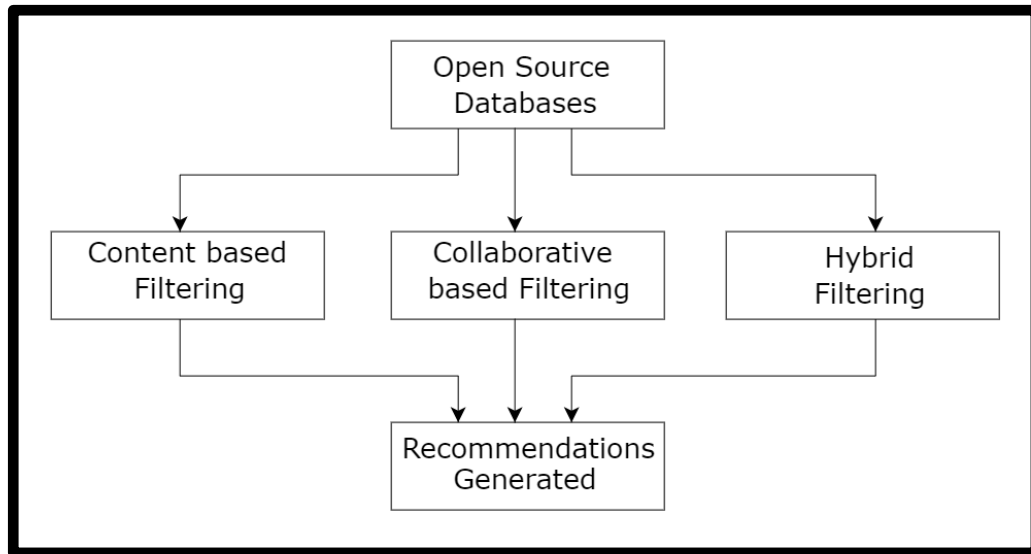 Open Source
Databases
Content based
Filtering
Collaborative
based Filtering
Hybrid
Filtering
Recommendations
Generated